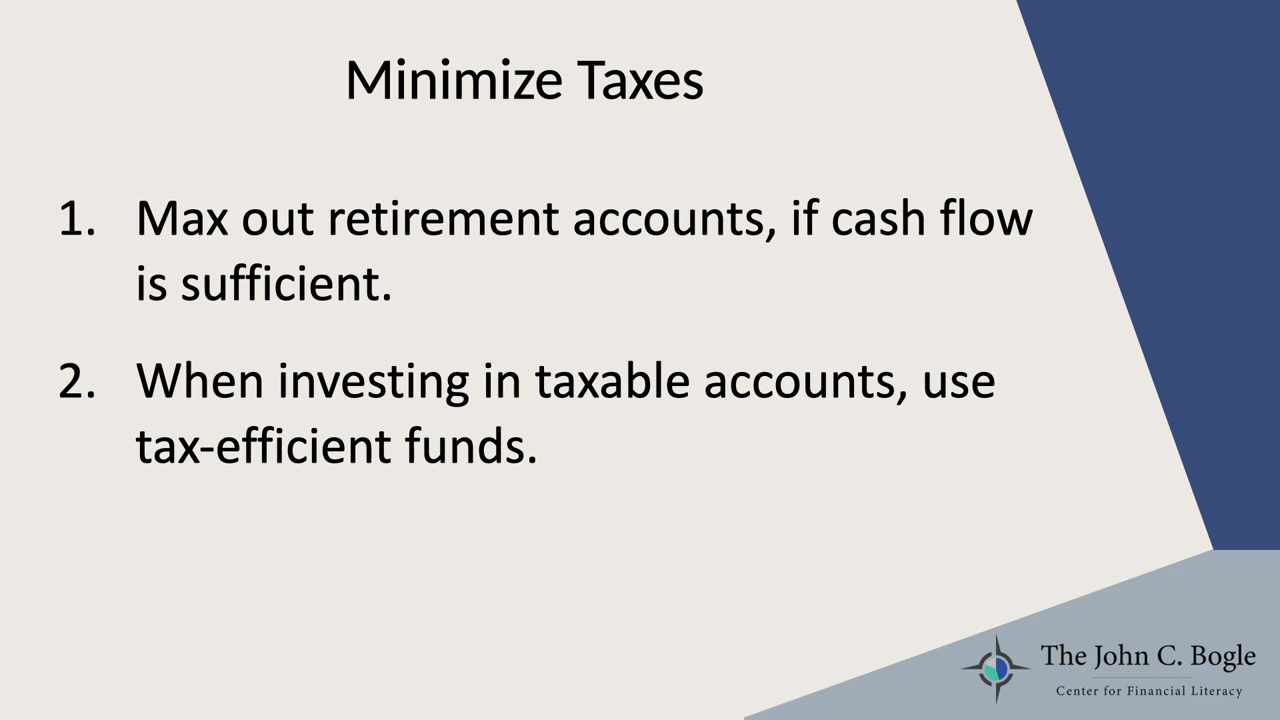 Minimize Taxes
1. Max out retirement accounts, if cash flow
is sufficient.
2. When investing in taxable accounts, use
tax-efficient funds.
The John C. Bogle
Center for Financial Literacy